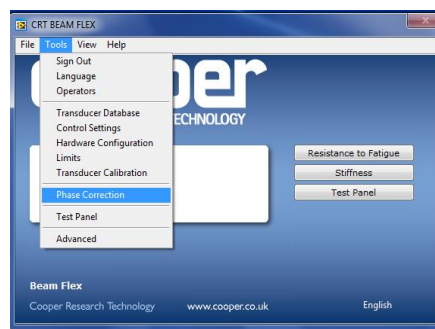 CRT BEAM FLEX
File Tools View Help
Sign Out
Language
Operators
Transducer Database
Control Settings
Hardware Configuration
Limits
Transducer Calibration
Phase Correction
Test Panel
Advanced
Resistance to Fatigue
Stiffness
Test Panel
Beam Flex
Cooper Research Technology www.cooper.co.uk English